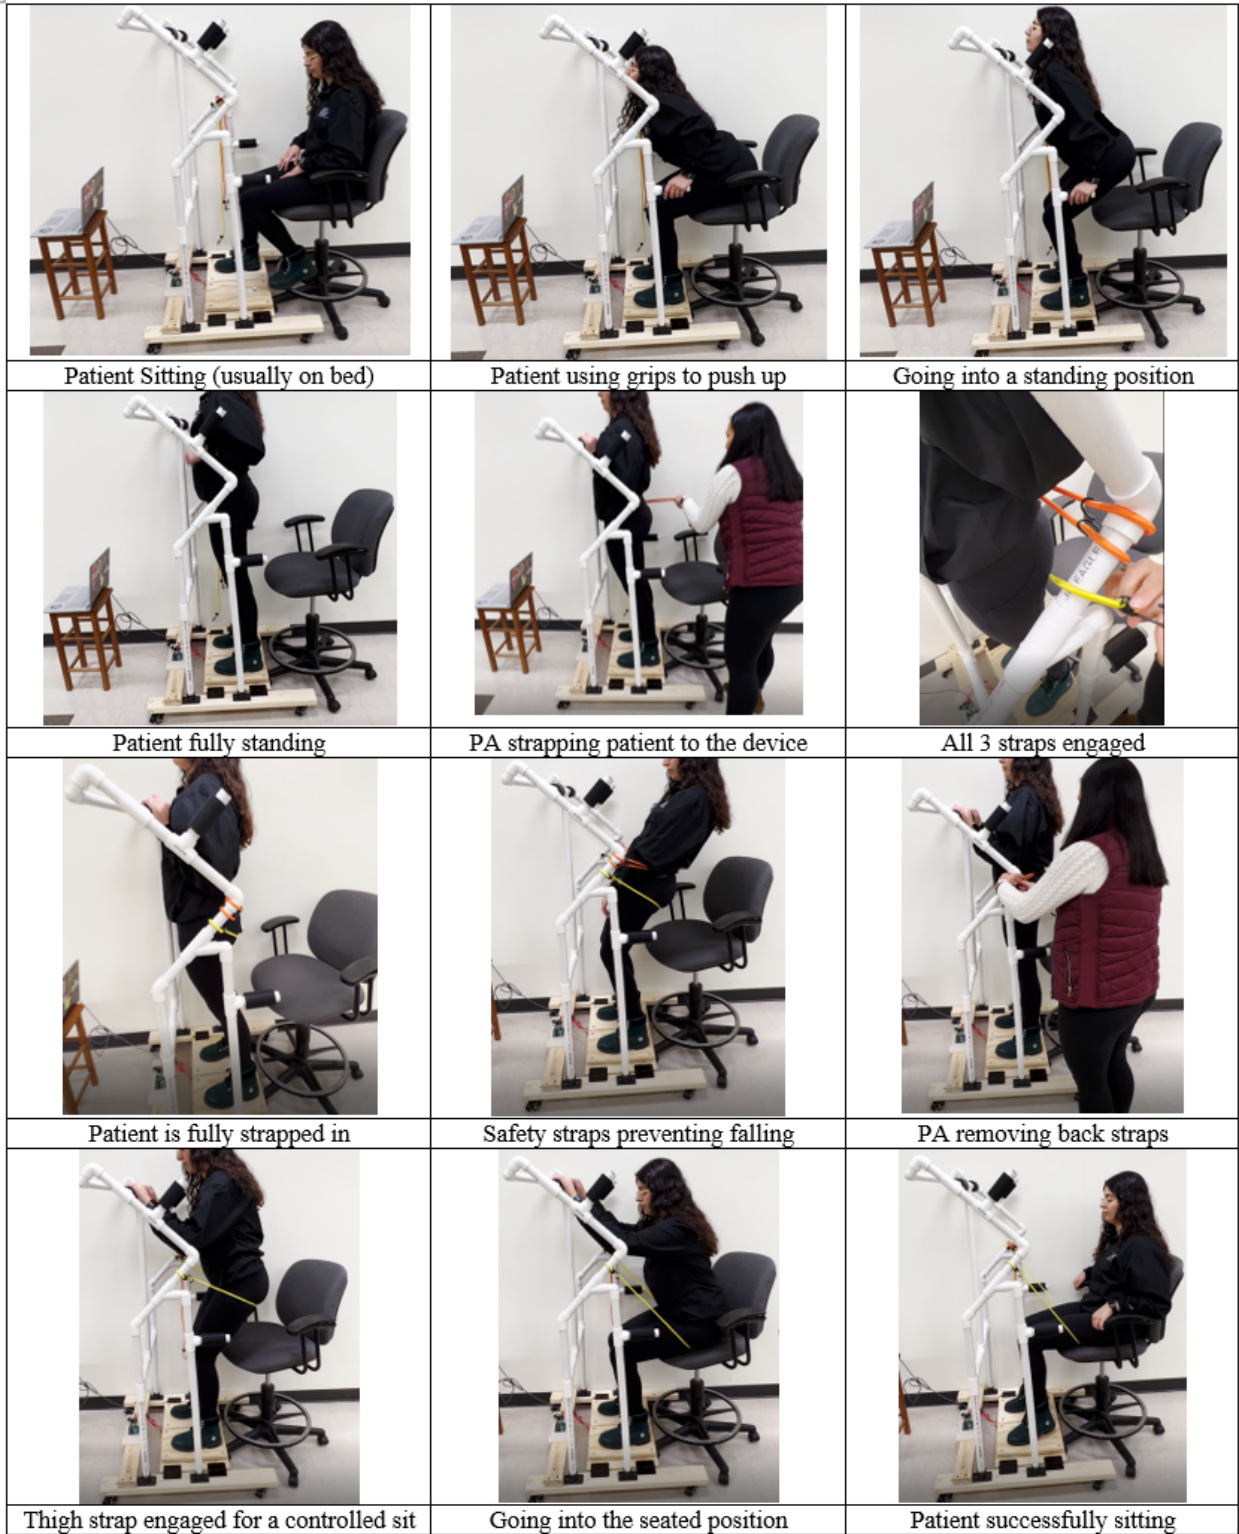 Patient Sitting (usually on bed)
Patient using grips to push up
Going into a standing position
Patient fully standing
PA strapping patient to the device
EAGLE
All 3 straps engaged
Patient is fully strapped in
Safety straps preventing falling
PA removing back straps
Thigh strap engaged for a controlled sit
Going into the seated position
Patient successfully sitting